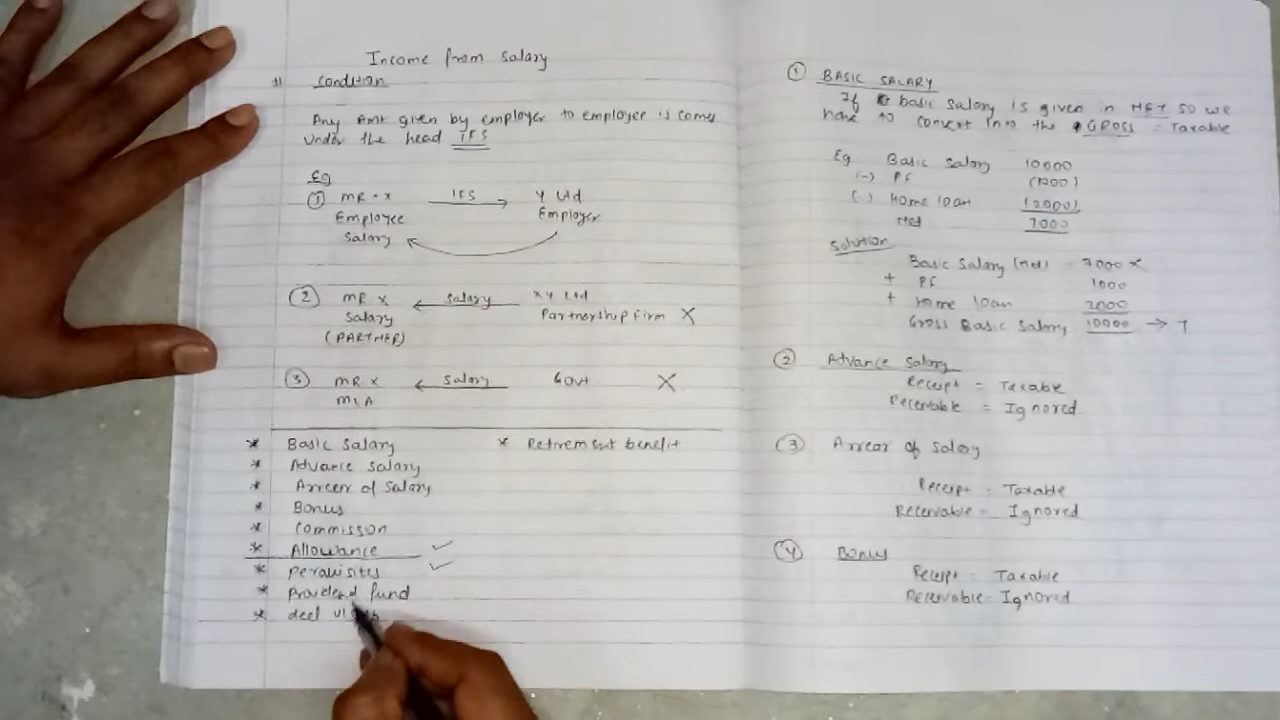 Income from Salary
1) Condition
Any Amt given by employer to employee is comes
under the head IFS
Eg
① MR. X IFS Y Ltd
Employee Employer
Salary
② MR X Salary XY Ltd
Salary Partnership Firm X
(PARTNER)
③ MR X Salary Govt X
MLA
* Basic Salary * Retirement benefit
* Advance Salary
* Arreer of Salary
* Bonus
* Commisson
* Allowance ✓
* Perquisites ✓
* Providend fund
* decl
① BASIC SALARY
If basic Salary is given in NET so we
have to convert into the GROSS = Taxable
Eg Basic Salary 10000
(-) PF (1000)
(-) Home loan (2000)
Net 7000
Solution
Basic Salary (net) = 7000 X
+ PF 1000
+ Home loan 2000
Gross Basic Salary 10000 → T
② Advance Salary
Receipt = Taxable
Receivable = Ignored
③ Arrear of Salary
Receipt = Taxable
Receivable = Ignored
④ Bonus
Receipt = Taxable
Receivable = Ignored